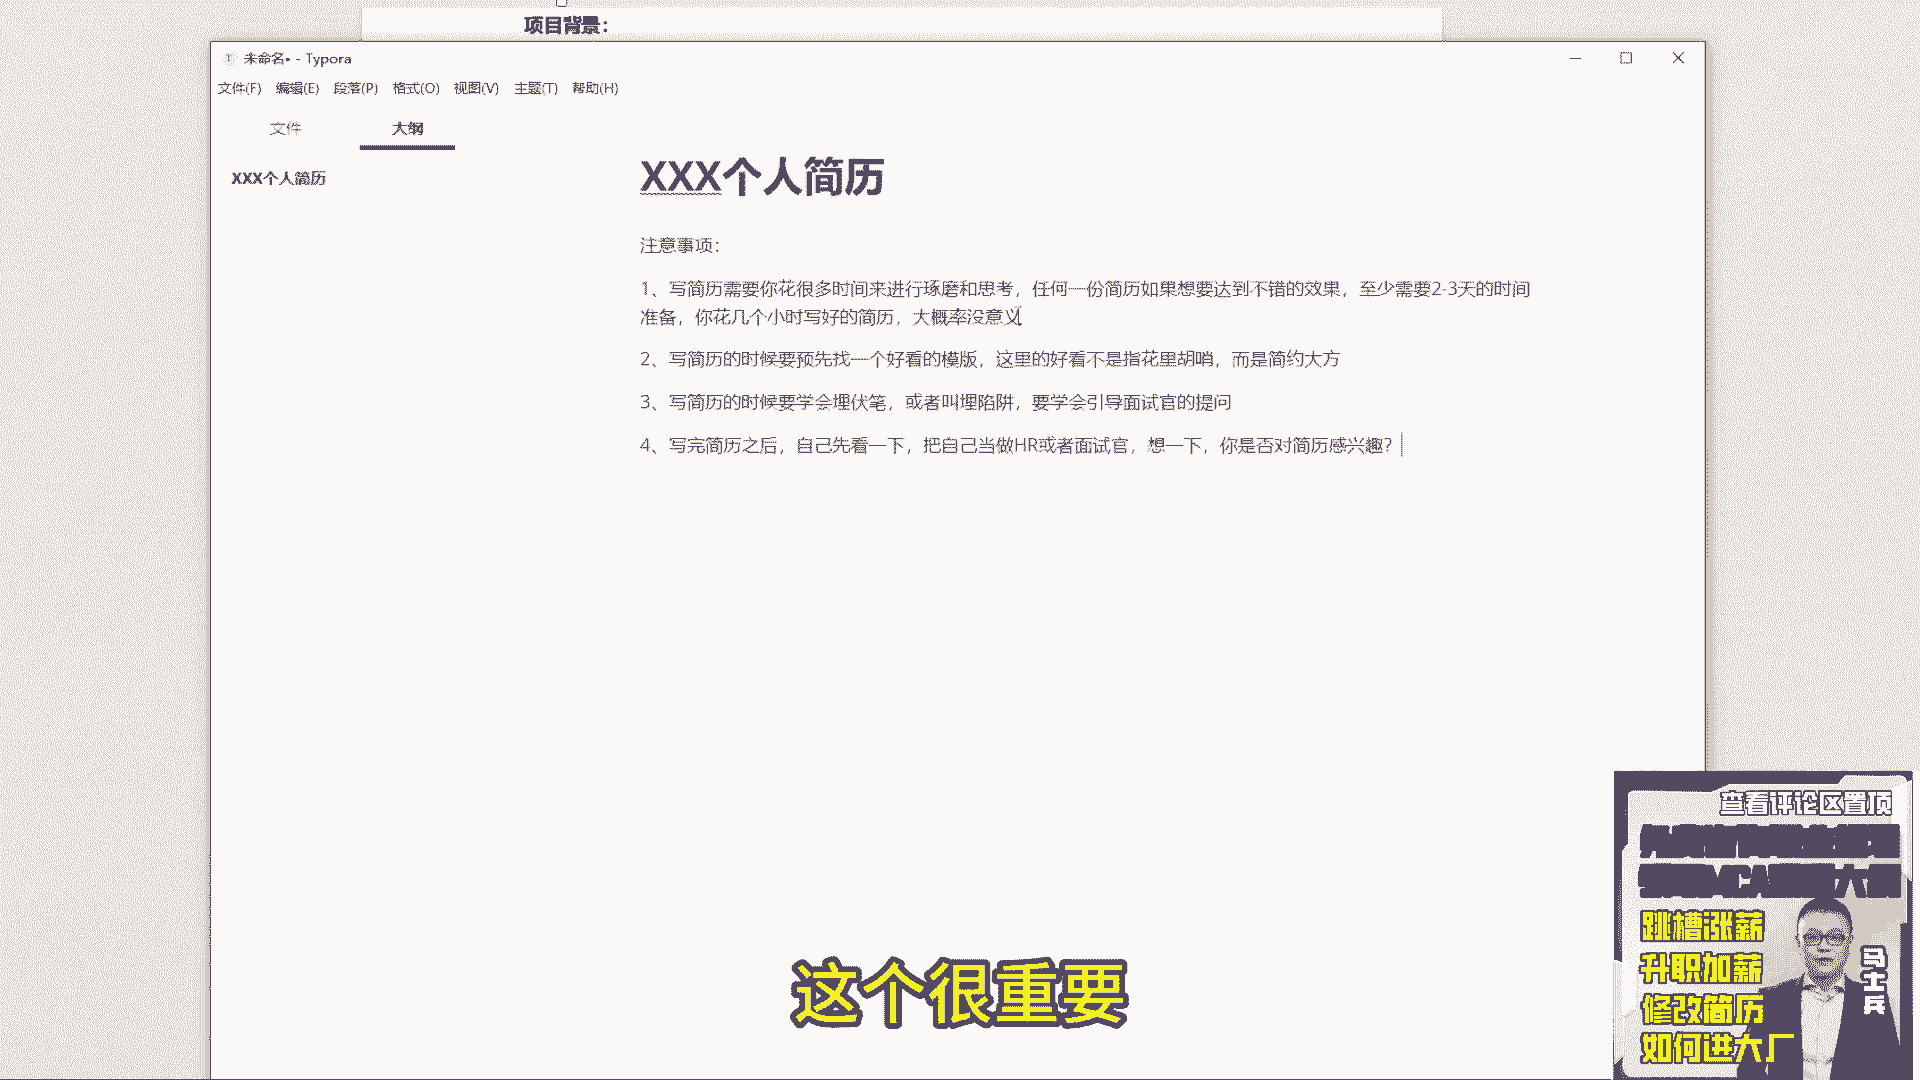 项目背景：
未命名• - Typora
文件(F) 编辑(E) 段落(P) 格式(O) 视图(V) 主题(T) 帮助(H)
文件 大纲
XXX个人简历
XXX个人简历
注意事项：
1、写简历需要你花很多时间来进行琢磨和思考，任何一份简历如果想要达到不错的效果，至少需要2-3天的时间
准备，你花几个小时写好的简历，大概率没意义
2、写简历的时候要预先找一个好看的模版，这里的好看不是指花里胡哨，而是简约大方
3、写简历的时候要学会埋伏笔，或者叫埋陷阱，要学会引导面试官的提问
4、写完简历之后，自己先看一下，把自己当做HR或者面试官，想一下，你是否对简历感兴趣？
查看评论区置顶
跳槽涨薪
升职加薪
修改简历
如何进大厂
马士兵
这个很重要